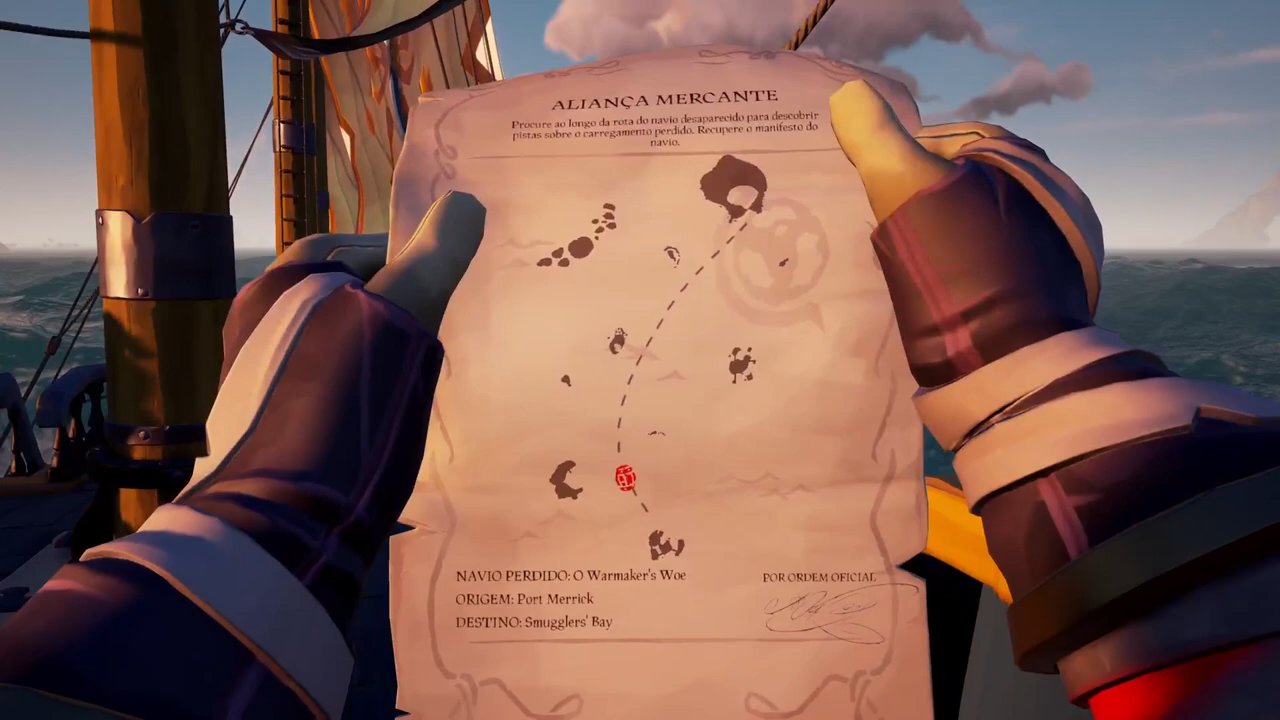 ALIANÇA MERCANTE
Procure ao longo da rota do navio desaparecido para descobrir
pistas sobre o carregamento perdido. Recupere o manifesto do
navio.
NAVIO PERDIDO: O Warmaker's Woe
POR ORDEM OFICIAL
ORIGEM: Port Merrick
DESTINO: Smugglers' Bay